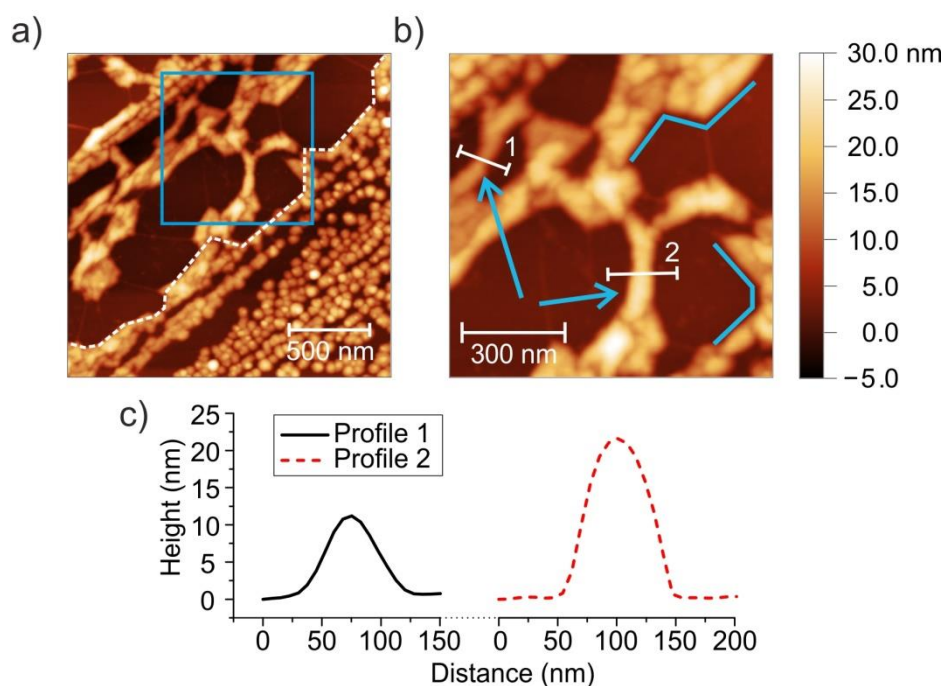 a)
500 nm
b)
1
2
300 nm
30.0 nm
25.0
20.0
15.0
10.0
5.0
0.0
−5.0
c)
Profile 1
Profile 2
Height (nm)
25
20
15
10
5
0
0 50 100 150 0 50 100 150 200
Distance (nm)